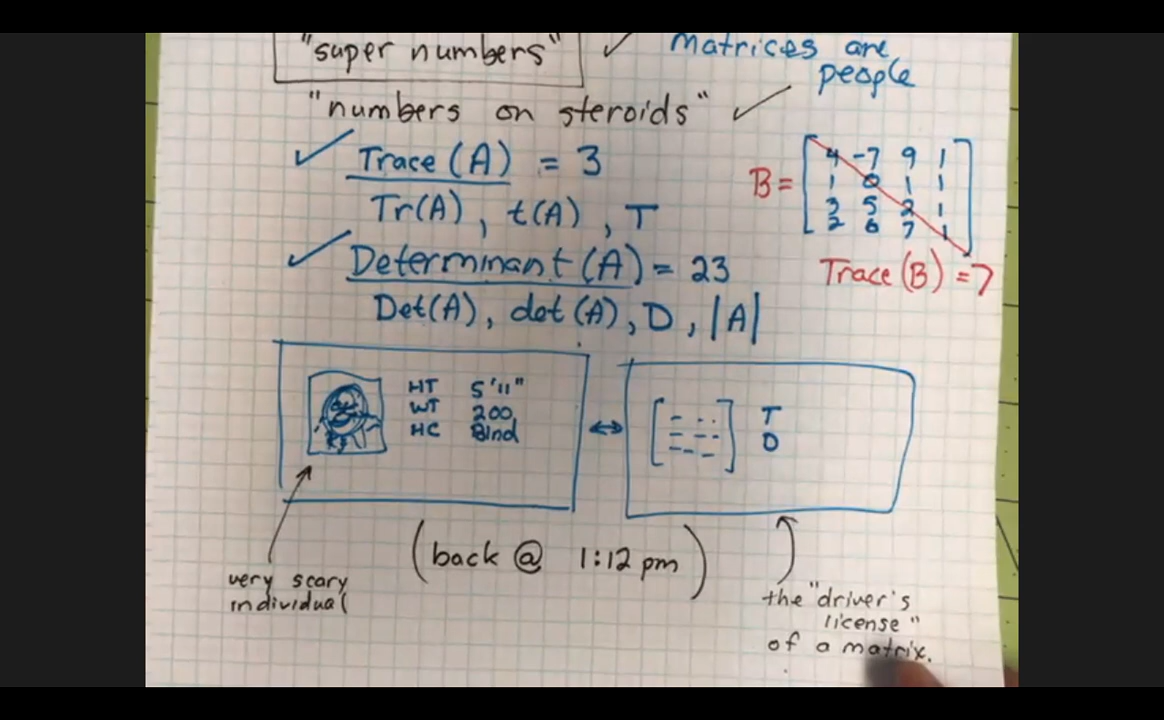 "super numbers" ✓ Matrices are
people
"numbers on steroids" ✓
✓ Trace (A) = 3
Tr(A), t(A), T
B = [4 -7 9 1
1 0 1 1
3 5 2 1
2 6 7 1]
Trace (B) = 7
✓ Determinant (A) = 23
Det(A), det (A), D, |A|
HT 5'11"
WT 200
HC Blnd
↔
T
D
(back @ 1:12 pm)
very scary
individual
the "driver's
license"
of a matrix.